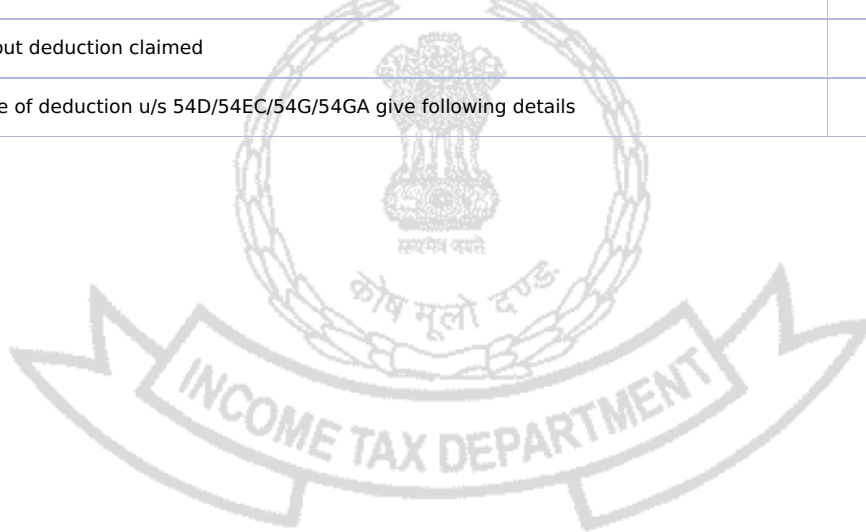 out deduction claimed
e of deduction u/s 54D/54EC/54G/54GA give following details
सत्यमेव जयते
कोष मूलो दण्ड:
INCOME TAX DEPARTMENT